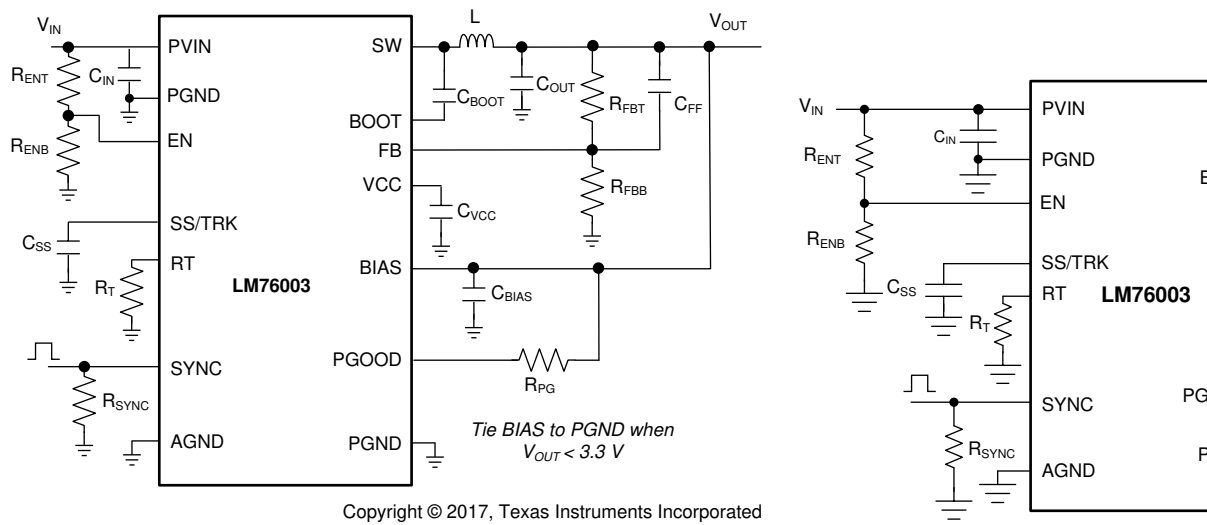 VIN
RENT
CIN
RENB
CSS
RT
RSYNC
PVIN
PGND
EN
SS/TRK
RT
SYNC
AGND
LM76003
SW
BOOT
FB
VCC
BIAS
PGOOD
PGND
L
VOUT
CBOOT
COUT
RFBT
CFF
RFBB
CVCC
CBIAS
RPG
Tie BIAS to PGND when
VOUT < 3.3 V
Copyright © 2017, Texas Instruments Incorporated
VIN
RENT
CIN
RENB
CSS
RT
RSYNC
PVIN
PGND
EN
SS/TRK
RT
SYNC
AGND
LM76003